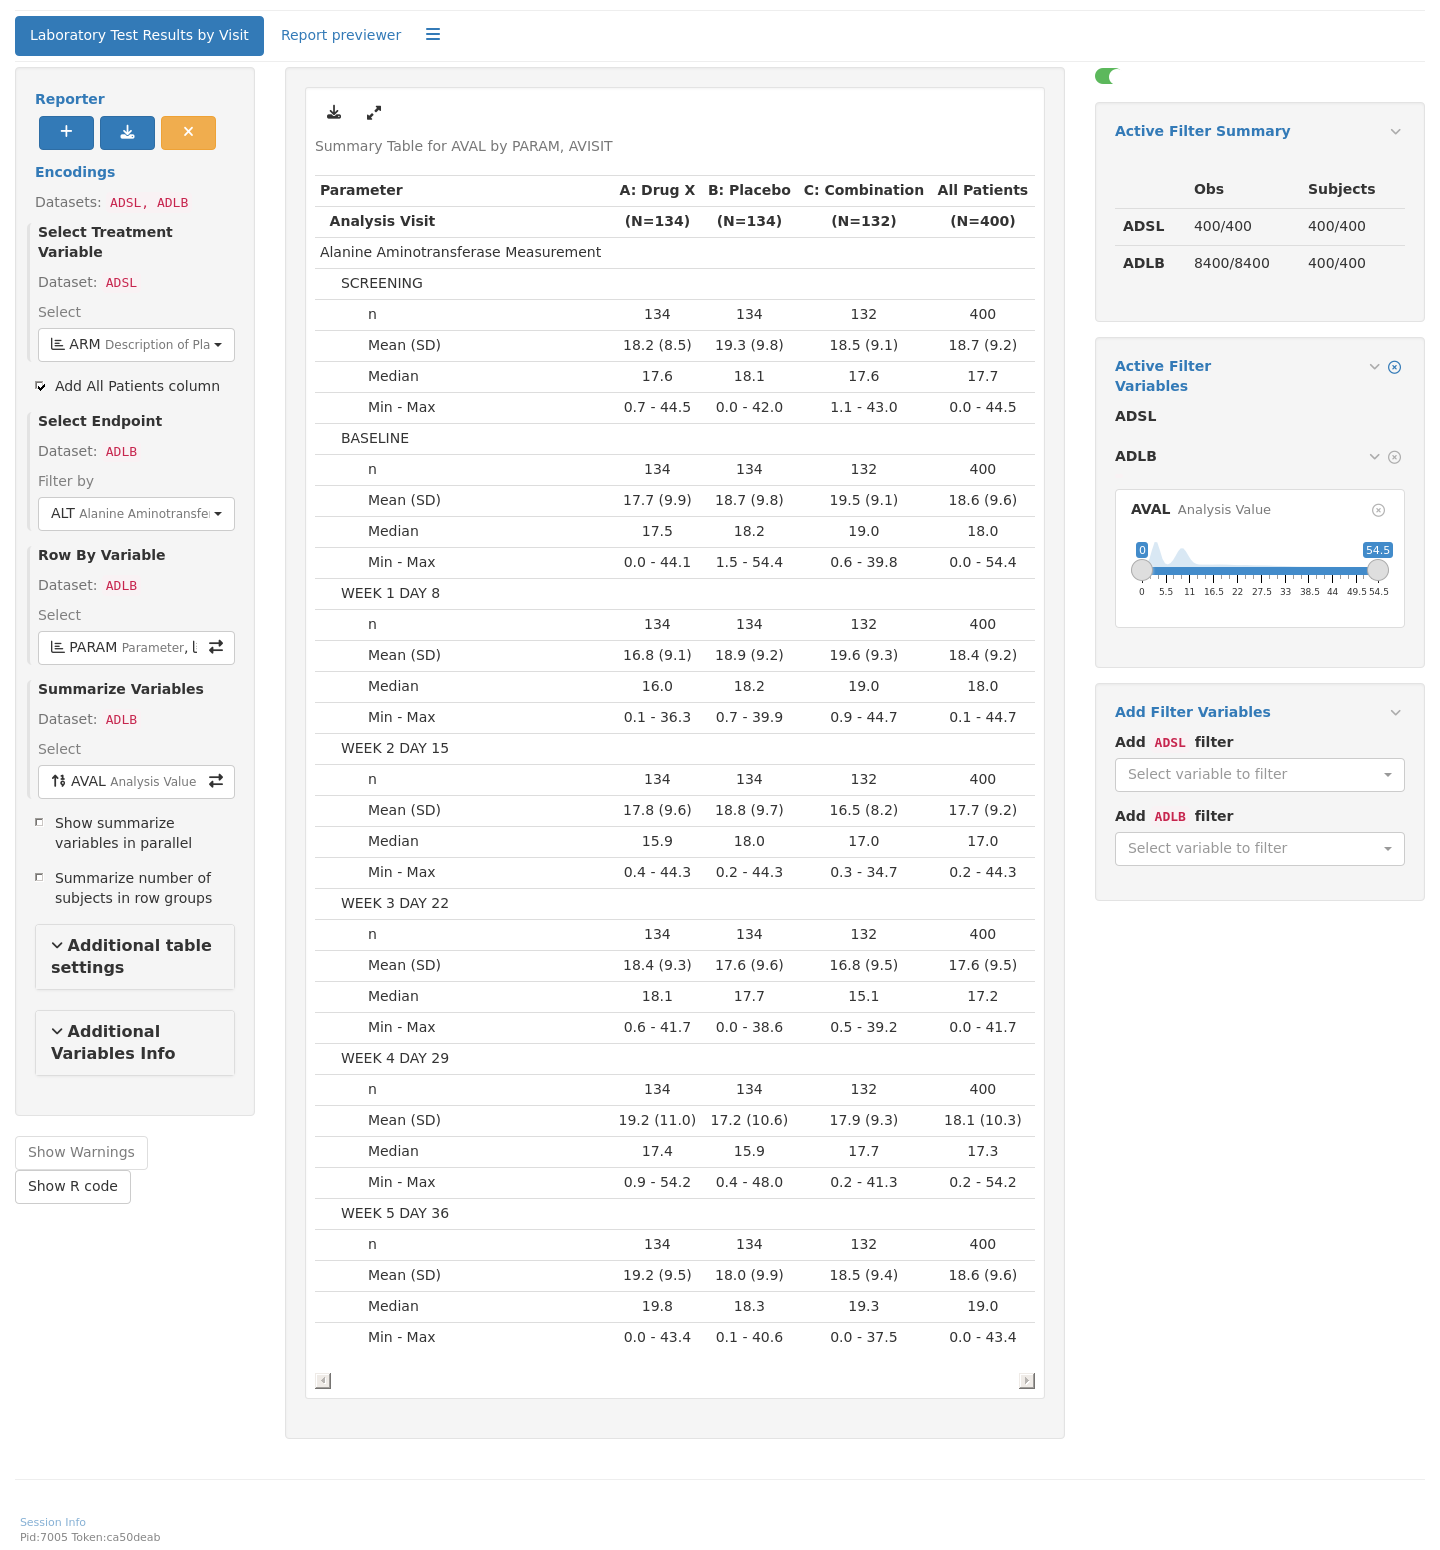 Laboratory Test Results by Visit
Report previewer
Reporter
Encodings
Datasets: ADSL, ADLB
Select Treatment
Variable
Dataset: ADSL
Select
ARM Description of Pla
Add All Patients column
Select Endpoint
Dataset: ADLB
Filter by
ALT Alanine Aminotransfe
Row By Variable
Dataset: ADLB
Select
PARAM Parameter,
Summarize Variables
Dataset: ADLB
Select
AVAL Analysis Value
Show summarize
variables in parallel
Summarize number of
subjects in row groups
Additional table
settings
Additional
Variables Info
Show Warnings
Show R code
Summary Table for AVAL by PARAM, AVISIT
Parameter A: Drug X B: Placebo C: Combination All Patients
Analysis Visit (N=134) (N=134) (N=132) (N=400)
Alanine Aminotransferase Measurement
SCREENING
n 134 134 132 400
Mean (SD) 18.2 (8.5) 19.3 (9.8) 18.5 (9.1) 18.7 (9.2)
Median 17.6 18.1 17.6 17.7
Min - Max 0.7 - 44.5 0.0 - 42.0 1.1 - 43.0 0.0 - 44.5
BASELINE
n 134 134 132 400
Mean (SD) 17.7 (9.9) 18.7 (9.8) 19.5 (9.1) 18.6 (9.6)
Median 17.5 18.2 19.0 18.0
Min - Max 0.0 - 44.1 1.5 - 54.4 0.6 - 39.8 0.0 - 54.4
WEEK 1 DAY 8
n 134 134 132 400
Mean (SD) 16.8 (9.1) 18.9 (9.2) 19.6 (9.3) 18.4 (9.2)
Median 16.0 18.2 19.0 18.0
Min - Max 0.1 - 36.3 0.7 - 39.9 0.9 - 44.7 0.1 - 44.7
WEEK 2 DAY 15
n 134 134 132 400
Mean (SD) 17.8 (9.6) 18.8 (9.7) 16.5 (8.2) 17.7 (9.2)
Median 15.9 18.0 17.0 17.0
Min - Max 0.4 - 44.3 0.2 - 44.3 0.3 - 34.7 0.2 - 44.3
WEEK 3 DAY 22
n 134 134 132 400
Mean (SD) 18.4 (9.3) 17.6 (9.6) 16.8 (9.5) 17.6 (9.5)
Median 18.1 17.7 15.1 17.2
Min - Max 0.6 - 41.7 0.0 - 38.6 0.5 - 39.2 0.0 - 41.7
WEEK 4 DAY 29
n 134 134 132 400
Mean (SD) 19.2 (11.0) 17.2 (10.6) 17.9 (9.3) 18.1 (10.3)
Median 17.4 15.9 17.7 17.3
Min - Max 0.9 - 54.2 0.4 - 48.0 0.2 - 41.3 0.2 - 54.2
WEEK 5 DAY 36
n 134 134 132 400
Mean (SD) 19.2 (9.5) 18.0 (9.9) 18.5 (9.4) 18.6 (9.6)
Median 19.8 18.3 19.3 19.0
Min - Max 0.0 - 43.4 0.1 - 40.6 0.0 - 37.5 0.0 - 43.4
Active Filter Summary
Obs Subjects
ADSL 400/400 400/400
ADLB 8400/8400 400/400
Active Filter
Variables
ADSL
ADLB
AVAL Analysis Value
0 54.5
0 5.5 11 16.5 22 27.5 33 38.5 44 49.5 54.5
Add Filter Variables
Add ADSL filter
Select variable to filter
Add ADLB filter
Select variable to filter
Session Info
Pid:7005 Token:ca50deab